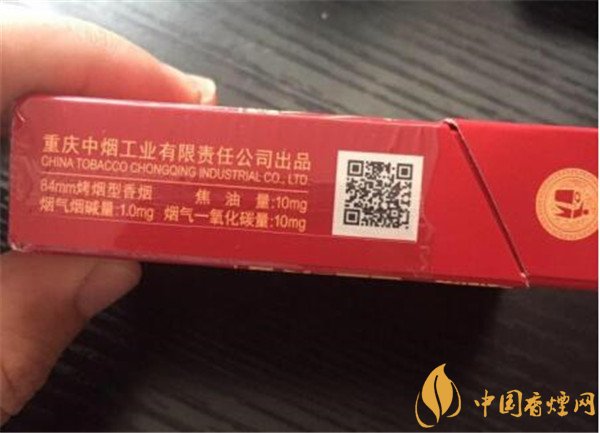 重庆中烟工业有限责任公司出品
CHINA TOBACCO CHONGQING INDUSTRIAL CO., LTD
84mm烤烟型香烟 焦油量:10mg
烟气烟碱量:1.0mg 烟气一氧化碳量:10mg
中国香煙网